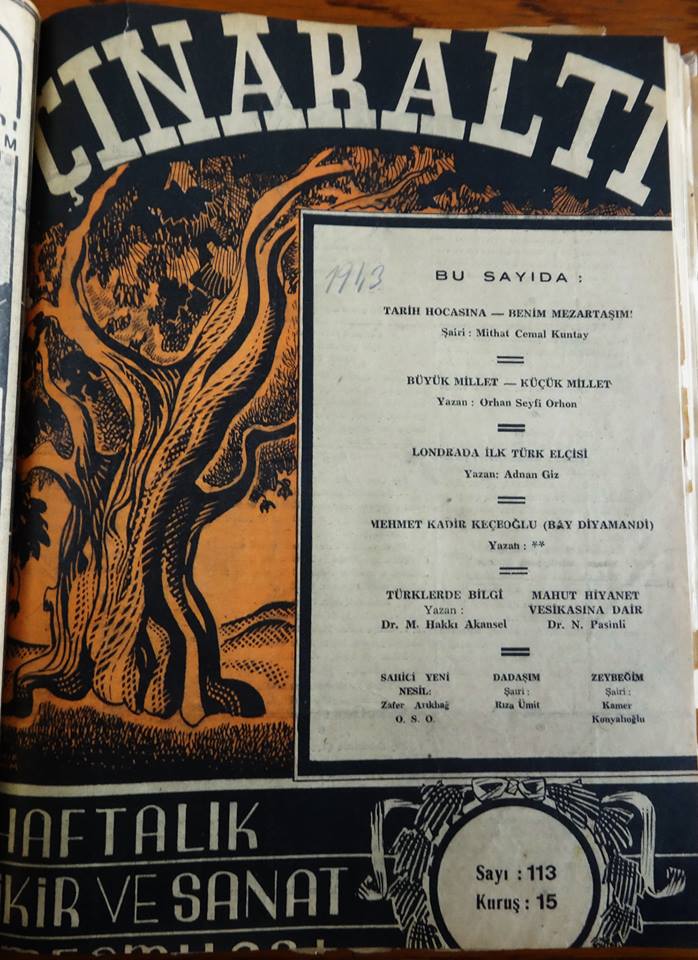 ÇINARALTI
1943
BU SAYIDA :
TARİH HOCASINA — BENİM MEZARTAŞIM!
Şairi : Mithat Cemal Kuntay
BÜYÜK MİLLET — KÜÇÜK MİLLET
Yazan : Orhan Seyfi Orhon
LONDRADA İLK TÜRK ELÇİSİ
Yazan: Adnan Giz
MEHMET KADİR KEÇEOĞLU (BAY DİYAMANDİ)
Yazan : **
TÜRKLERDE BİLGİ
Yazan :
Dr. M. Hakkı Akansel
MAHUT HİYANET
VESİKASINA DAİR
Dr. N. Pasinli
SAHİCİ YENİ
NESİL:
Zafer
O. S. O.
DADAŞIM
Şairi :
Rıza Ümit
ZEYBEĞİM
Şairi :
Kamer
Konyalıoğlu
HAFTALIK
FİKİR VE SANAT
Sayı : 113
Kuruş : 15